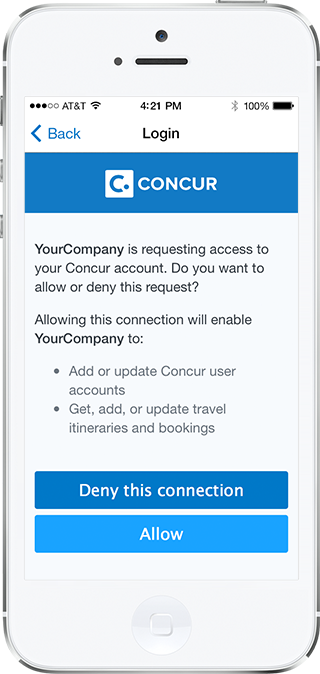 AT&T 4:21 PM 100%
Back Login
C. CONCUR
YourCompany is requesting access to
your Concur account. Do you want to
allow or deny this request?
Allowing this connection will enable
YourCompany to:
• Add or update Concur user
accounts
• Get, add, or update travel
itineraries and bookings
Deny this connection
Allow